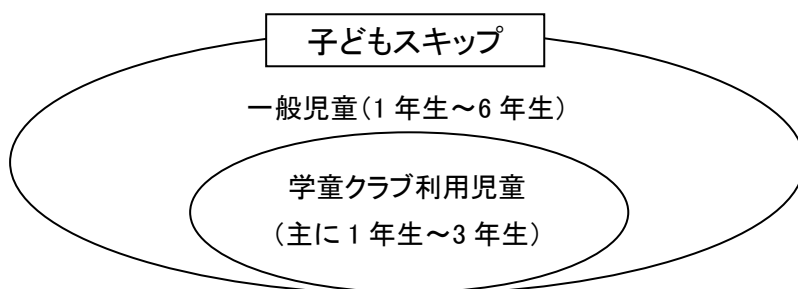 子どもスキップ
一般児童（１年生～６年生）
学童クラブ利用児童
（主に１年生～３年生）